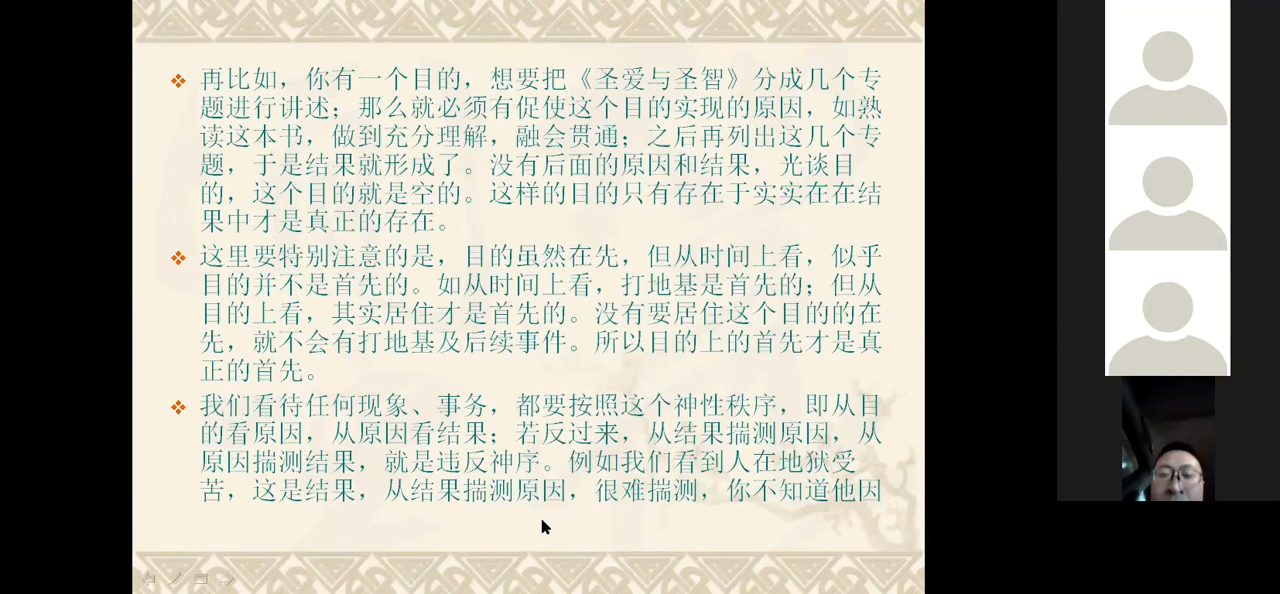 再比如，你有一个目的，想要把《圣爱与圣智》分成几个专
题进行讲述；那么就必须有促使这个目的实现的原因，如熟
读这本书，做到充分理解，融会贯通；之后再列出这几个专
题，于是结果就形成了。没有后面的原因和结果，光谈目
的，这个目的就是空的。这样的目的只有存在于实实在在结
果中才是真正的存在。
这里要特别注意的是，目的虽然在先，但从时间上看，似乎
目的并不是首先的。如从时间上看，打地基是首先的；但从
目的上看，其实居住才是首先的。没有要居住这个目的的在
先，就不会有打地基及后续事件。所以目的上的首先才是真
正的首先。
我们看待任何现象、事务，都要按照这个神性秩序，即从目
的看原因，从原因看结果；若反过来，从结果揣测原因，从
原因揣测结果，就是违反神序。例如我们看到人在地狱受
苦，这是结果，从结果揣测原因，很难揣测，你不知道他因